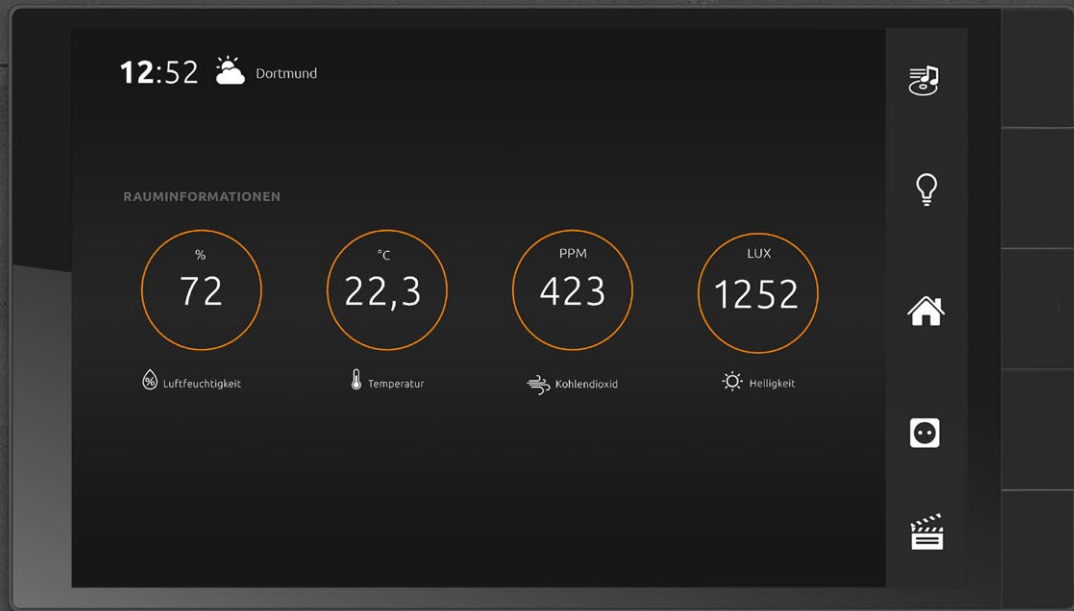 12:52 Dortmund
RAUMINFORMATIONEN
% °C PPM LUX
72 22,3 423 1252
% Luftfeuchtigkeit Temperatur Kohlendioxid Helligkeit